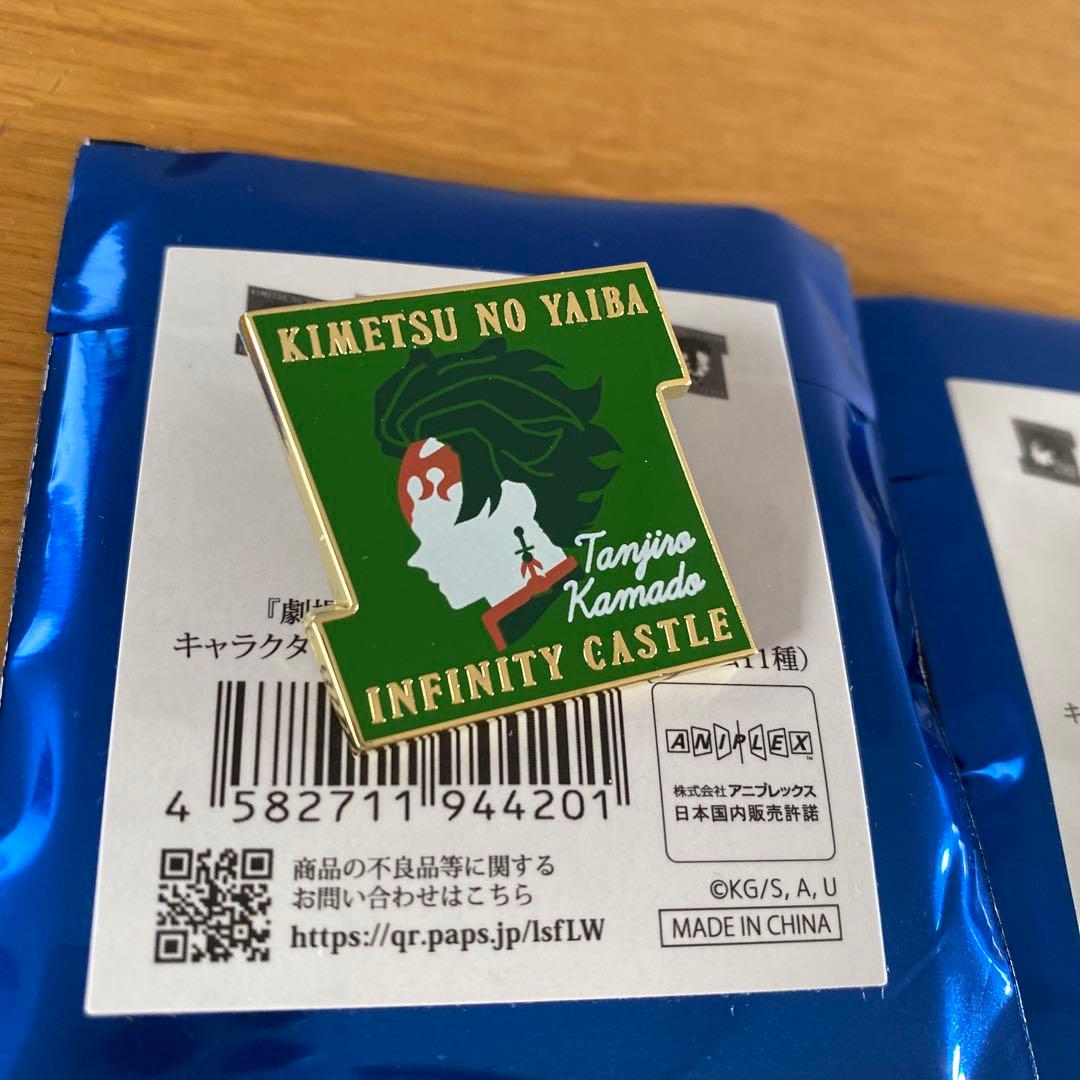 KIMETSU NO YAIBA
Tanjiro
Kamado
INFINITY CASTLE
『劇場
キャラクタ
11種)
4 582711 944201
ANIPLEX
株式会社 アニプレックス
日本国内販売許諾
商品の不良品等に関する
お問い合わせはこちら
https://qr.paps.jp/lsfLW
©KG/S, A, U
MADE IN CHINA
キ